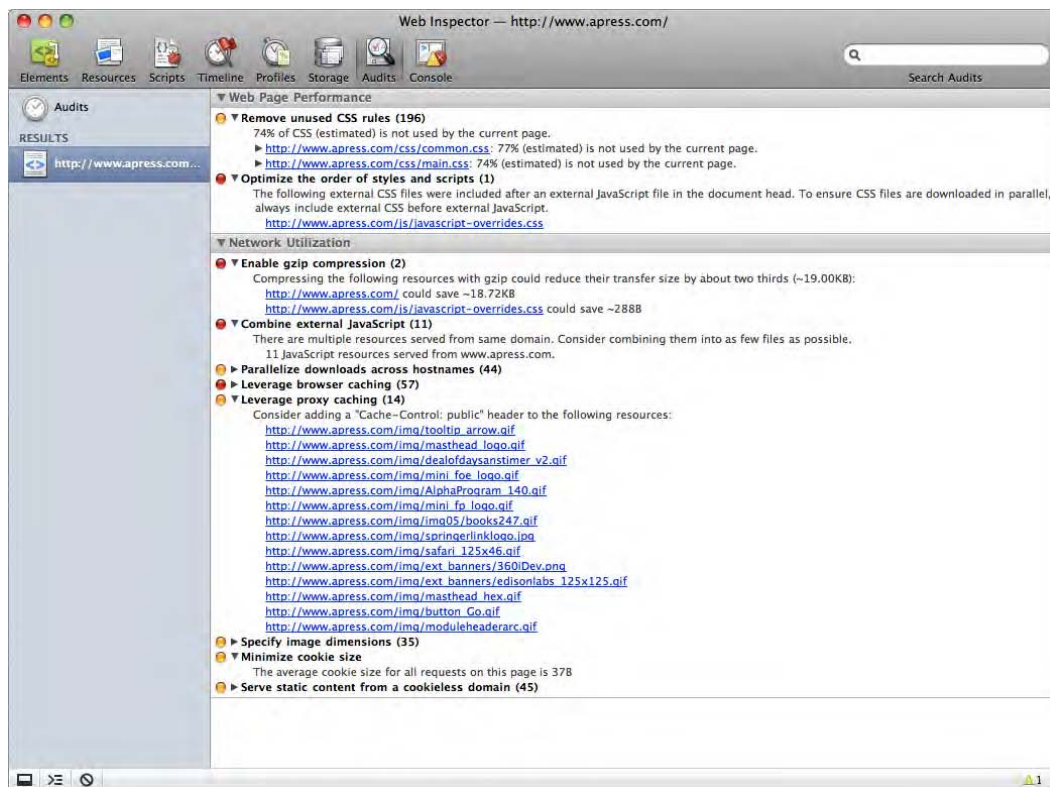 Web Inspector — http://www.apress.com/
Elements Resources Scripts Timeline Profiles Storage Audits Console
Search Audits
Audits
RESULTS
http://www.apress.com...
Web Page Performance
Remove unused CSS rules (196)
74% of CSS (estimated) is not used by the current page.
http://www.apress.com/css/common.css: 77% (estimated) is not used by the current page.
http://www.apress.com/css/main.css: 74% (estimated) is not used by the current page.
Optimize the order of styles and scripts (1)
The following external CSS files were included after an external JavaScript file in the document head. To ensure CSS files are downloaded in parallel,
always include external CSS before external JavaScript.
http://www.apress.com/js/javascript-overrides.css
Network Utilization
Enable gzip compression (2)
Compressing the following resources with gzip could reduce their transfer size by about two thirds (~19.00KB):
http://www.apress.com/ could save ~18.72KB
http://www.apress.com/js/javascript-overrides.css could save ~288B
Combine external JavaScript (11)
There are multiple resources served from same domain. Consider combining them into as few files as possible.
11 JavaScript resources served from www.apress.com.
Parallelize downloads across hostnames (44)
Leverage browser caching (57)
Leverage proxy caching (14)
Consider adding a "Cache-Control: public" header to the following resources:
http://www.apress.com/img/tooltip_arrow.gif
http://www.apress.com/img/masthead_logo.gif
http://www.apress.com/img/dealofdaysanstimer_v2.gif
http://www.apress.com/img/mini_foe_logo.gif
http://www.apress.com/img/AlphaProgram_140.gif
http://www.apress.com/img/mini_fp_logo.gif
http://www.apress.com/img/img05/books247.gif
http://www.apress.com/img/springerlinklogo.jpg
http://www.apress.com/img/safari_125x46.gif
http://www.apress.com/img/ext_banners/360iDev.png
http://www.apress.com/img/ext_banners/edisonlabs_125x125.gif
http://www.apress.com/img/masthead_hex.gif
http://www.apress.com/img/button_Go.gif
http://www.apress.com/img/moduleheaderarc.gif
Specify image dimensions (35)
Minimize cookie size
The average cookie size for all requests on this page is 37B
Serve static content from a cookieless domain (45)
1